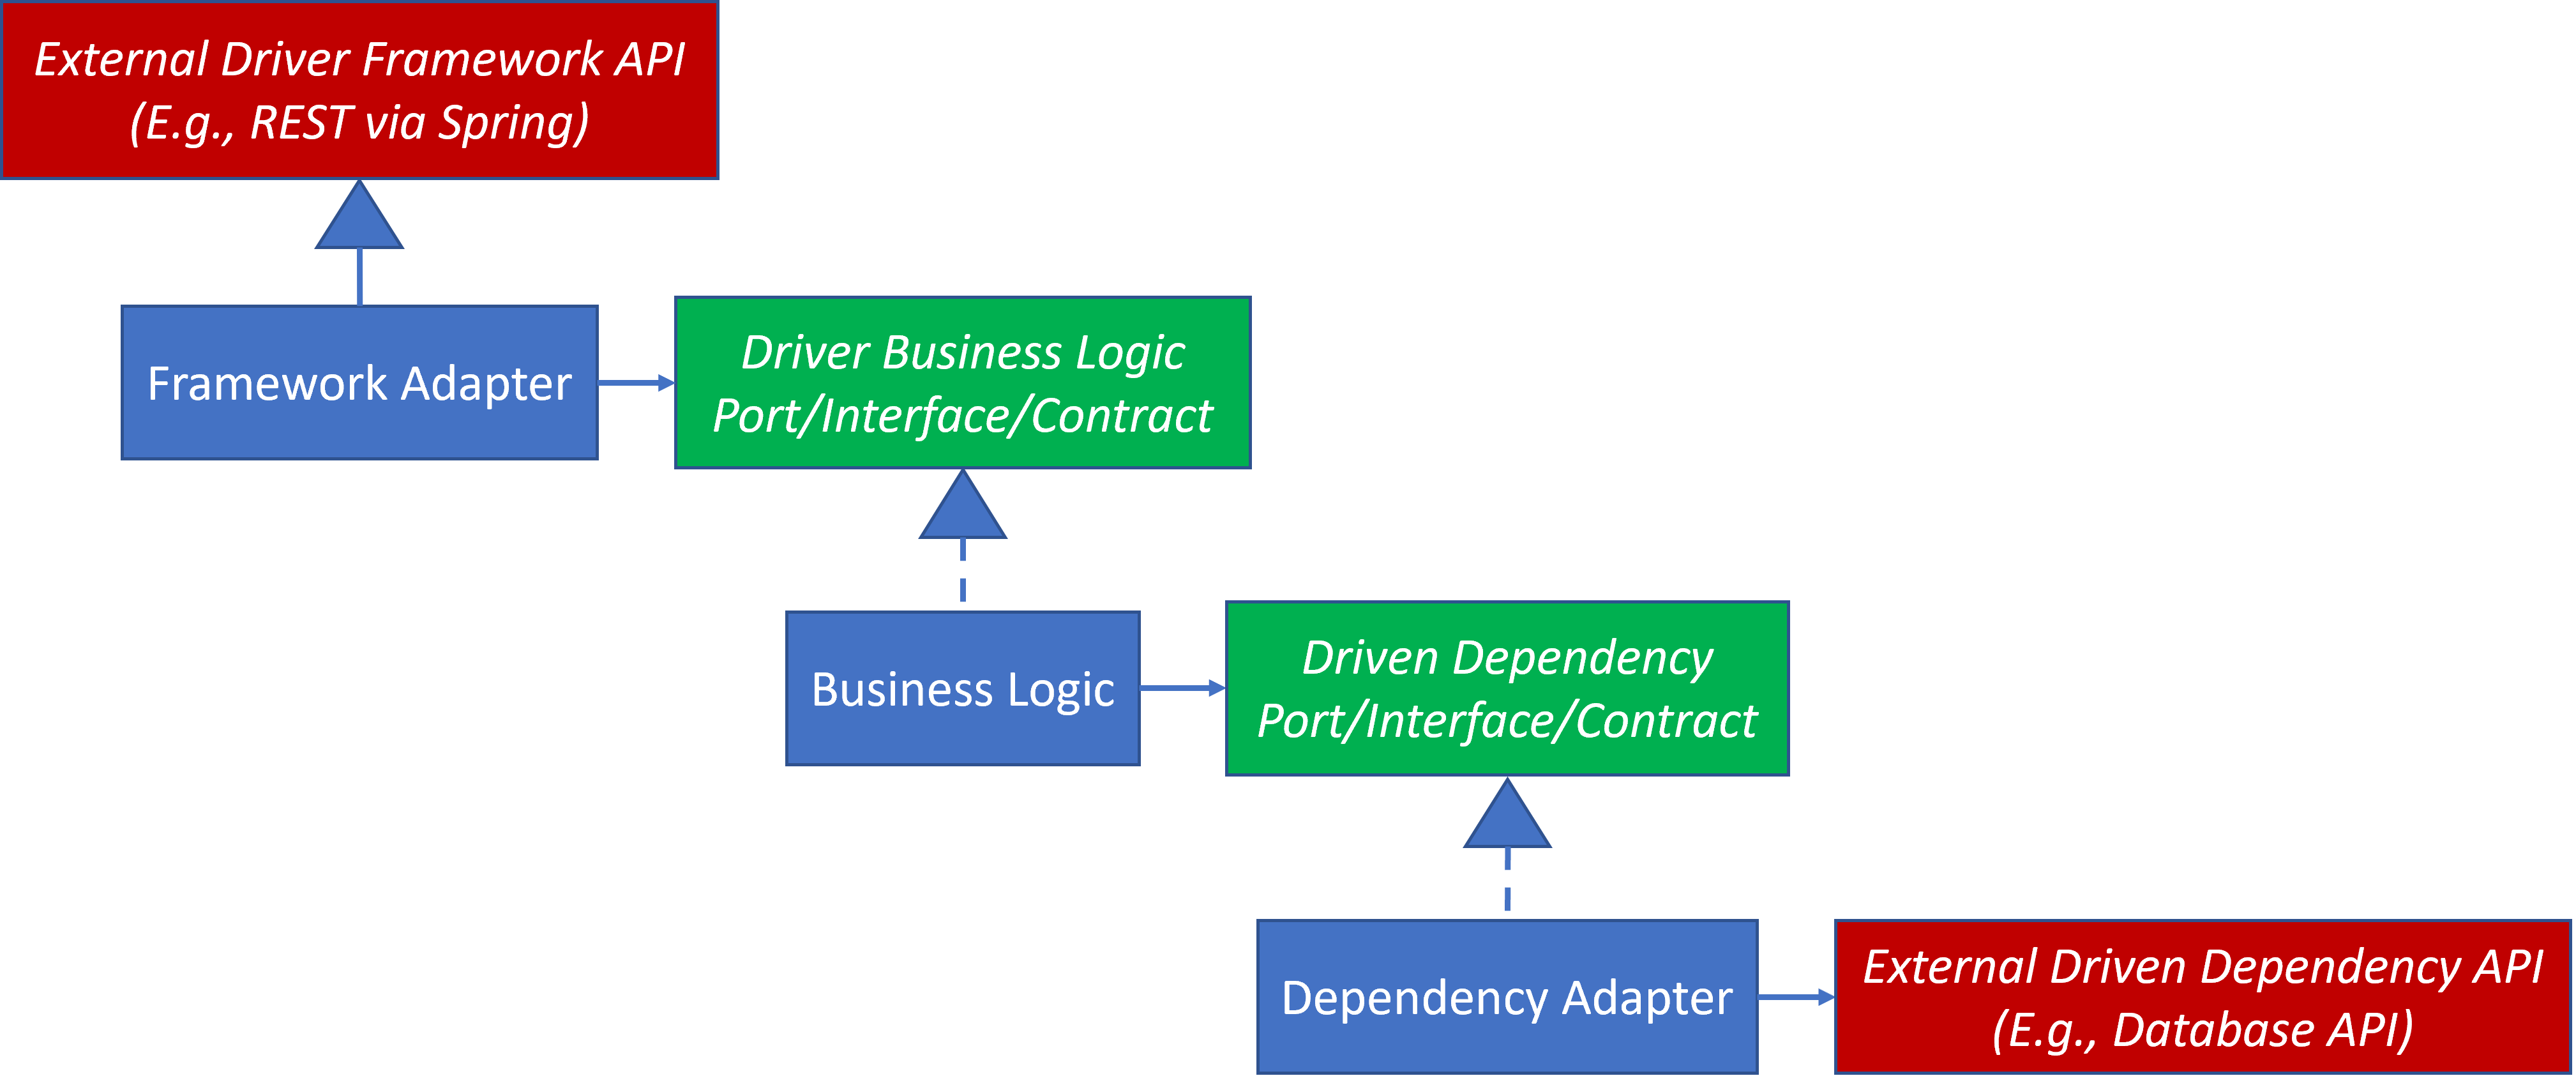 External Driver Framework API
(E.g., REST via Spring)
Framework Adapter
Driver Business Logic
Port/Interface/Contract
Business Logic
Driven Dependency
Port/Interface/Contract
Dependency Adapter
External Driven Dependency API
(E.g., Database API)